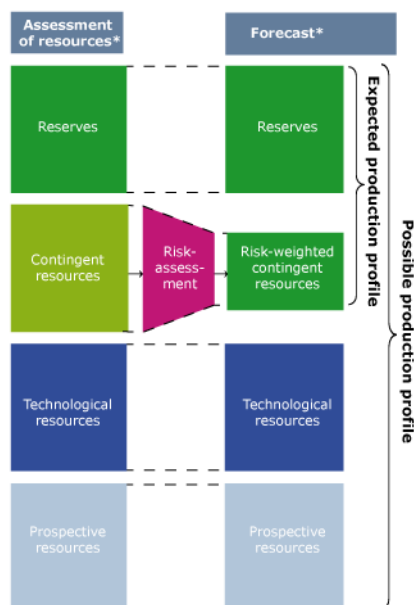 Assessment
of resources*
Forecast*
Reserves
Reserves
Expected production profile
Possible production profile
Contingent
resources
Risk-
assess-
ment
Risk-weighted
contingent
resources
Technological
resources
Technological
resources
Prospective
resources
Prospective
resources